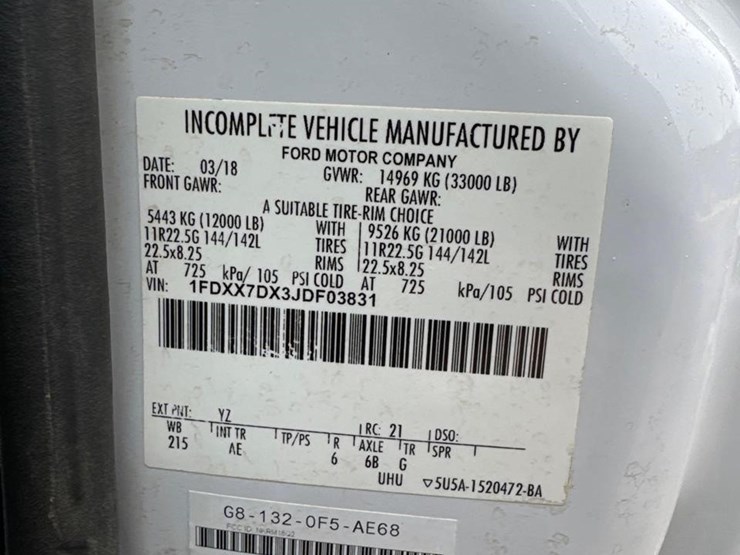 INCOMPLETE VEHICLE MANUFACTURED BY
FORD MOTOR COMPANY
DATE: 03/18 GVWR: 14969 KG (33000 LB)
FRONT GAWR: REAR GAWR:
A SUITABLE TIRE-RIM CHOICE
5443 KG (12000 LB) WITH 9526 KG (21000 LB) WITH
11R22.5G 144/142L TIRES 11R22.5G 144/142L TIRES
22.5x8.25 RIMS 22.5x8.25 RIMS
AT 725 kPa/ 105 PSI COLD AT 725 kPa/105 PSI COLD
VIN: 1FDXX7DX3JDF03831
EXT PNT: YZ RC: 21 DSO:
WB INT TR TP/PS R AXLE TR SPR
215 AE 6 6B G
UHU ▽5U5A-1520472-BA
G8-132-0F5-AE68
FCC ID: